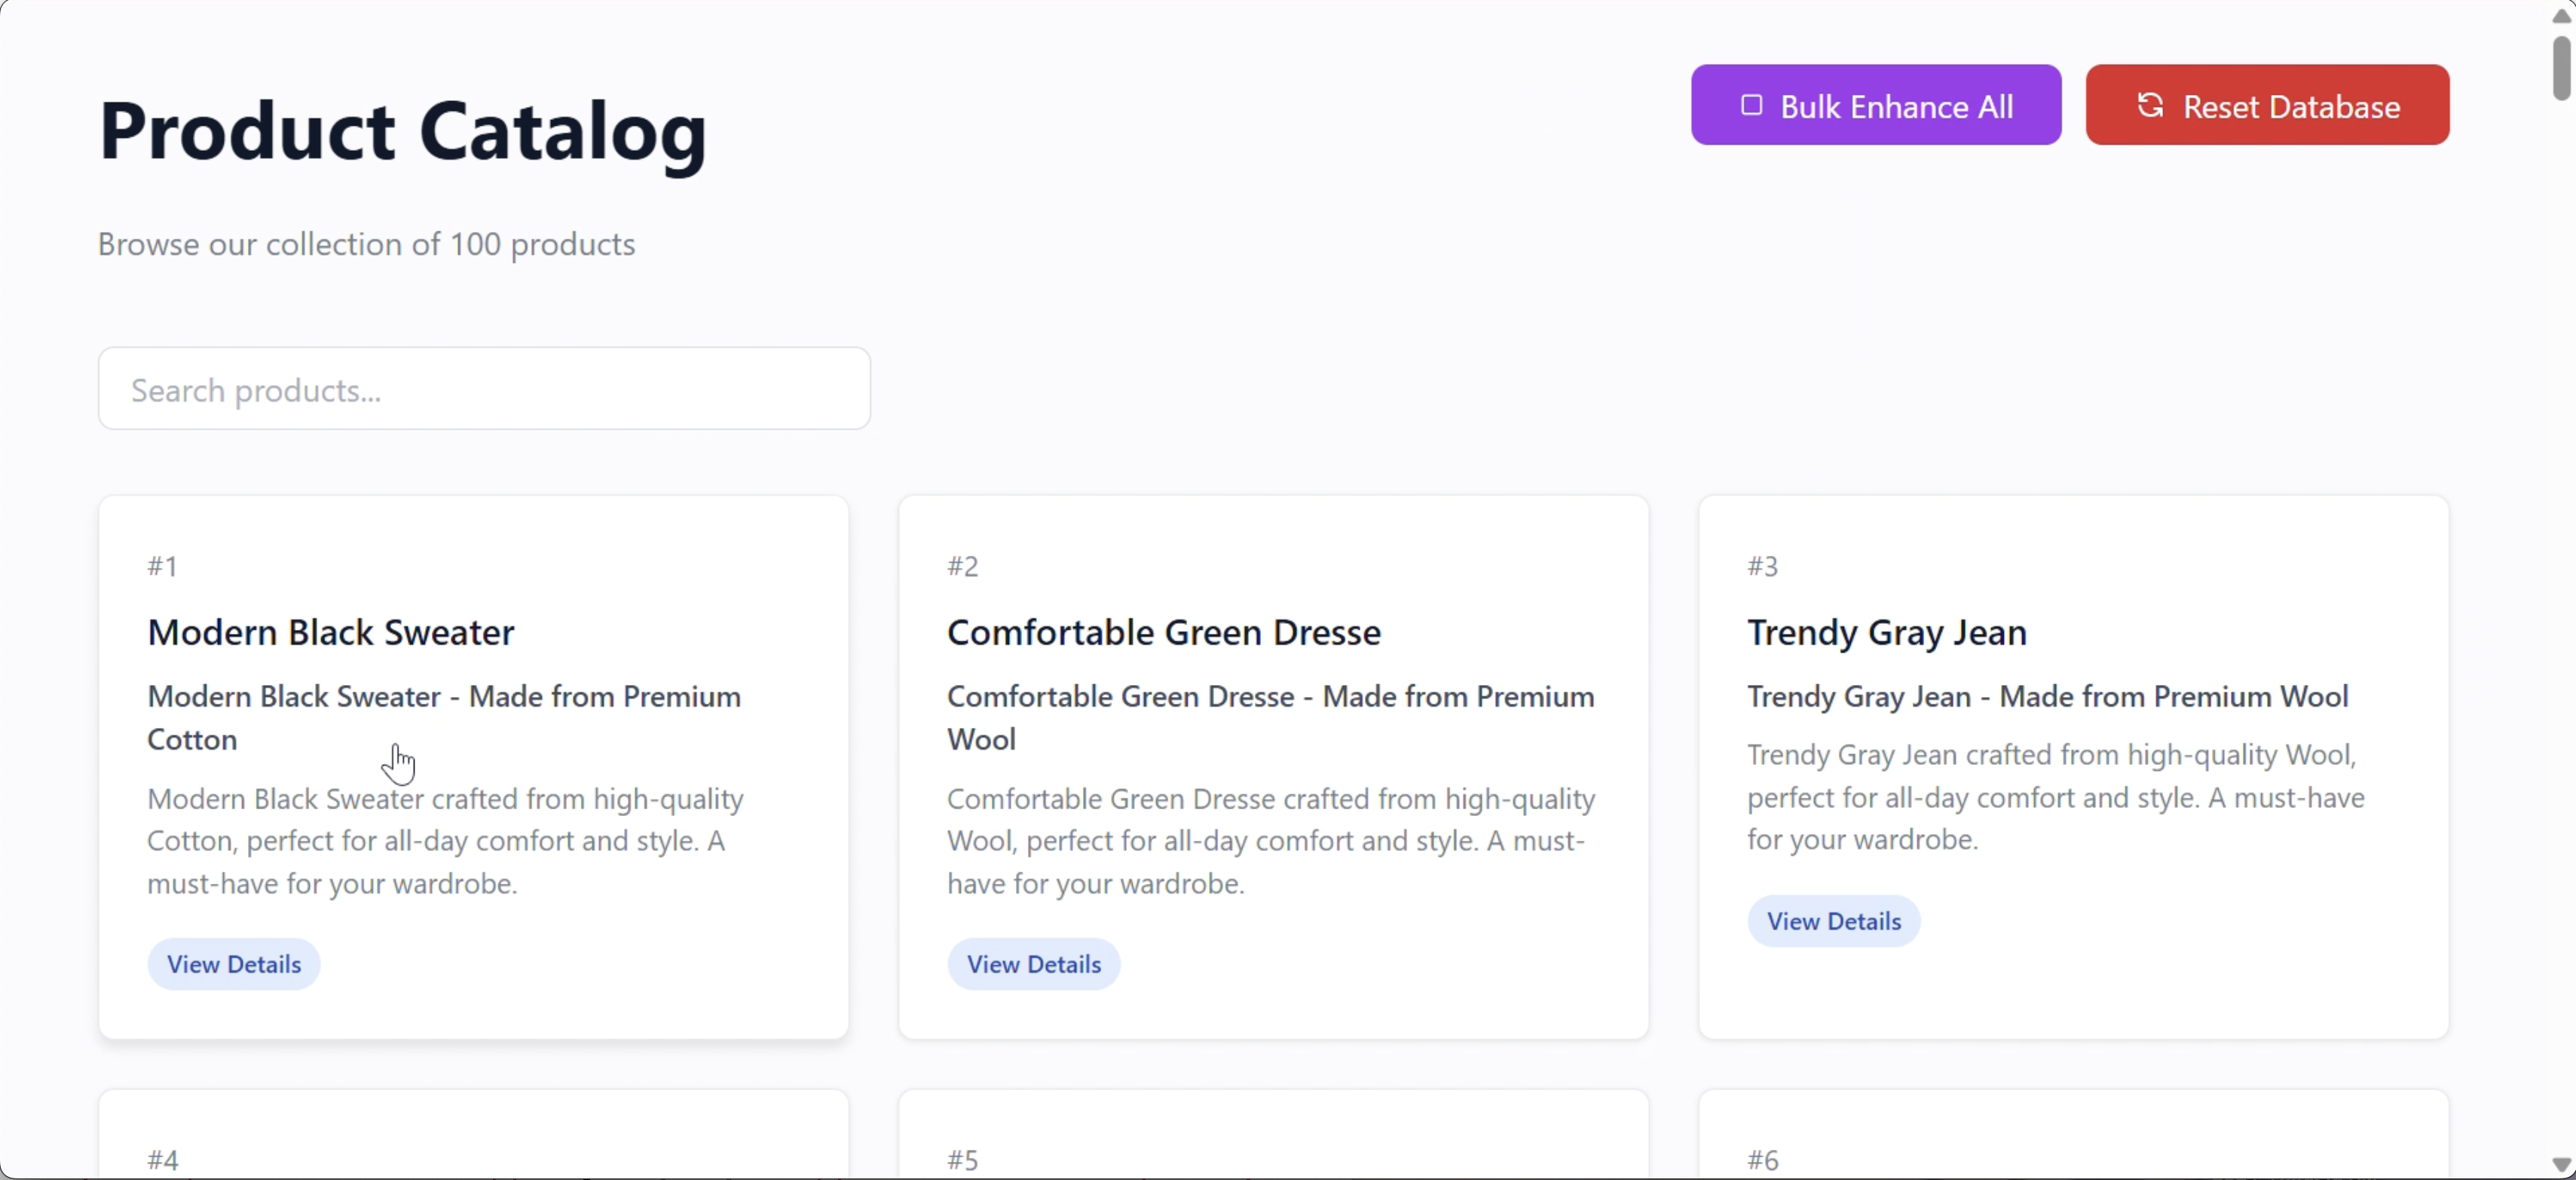 Product Catalog
Bulk Enhance All
Reset Database
Browse our collection of 100 products
Search products...
#1
Modern Black Sweater
Modern Black Sweater - Made from Premium
Cotton
Modern Black Sweater crafted from high-quality
Cotton, perfect for all-day comfort and style. A
must-have for your wardrobe.
View Details
#2
Comfortable Green Dresse
Comfortable Green Dresse - Made from Premium
Wool
Comfortable Green Dresse crafted from high-quality
Wool, perfect for all-day comfort and style. A must-
have for your wardrobe.
View Details
#3
Trendy Gray Jean
Trendy Gray Jean - Made from Premium Wool
Trendy Gray Jean crafted from high-quality Wool,
perfect for all-day comfort and style. A must-have
for your wardrobe.
View Details
#4
#5
#6